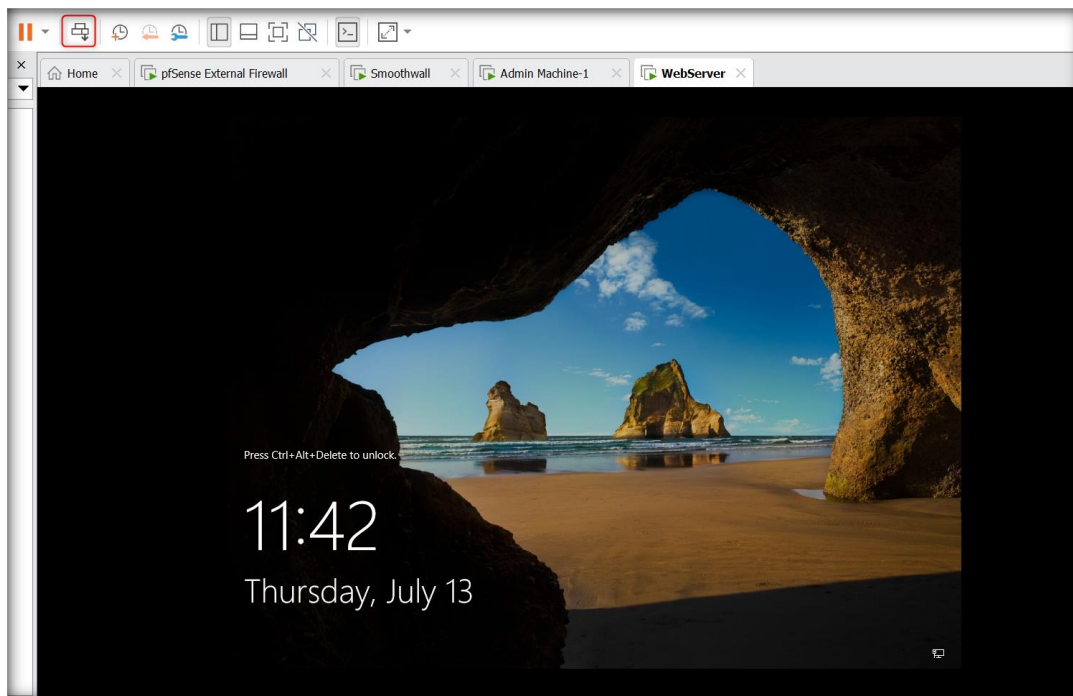 Home
pfSense External Firewall
Smoothwall
Admin Machine-1
WebServer
Press Ctrl+Alt+Delete to unlock.
11:42
Thursday, July 13